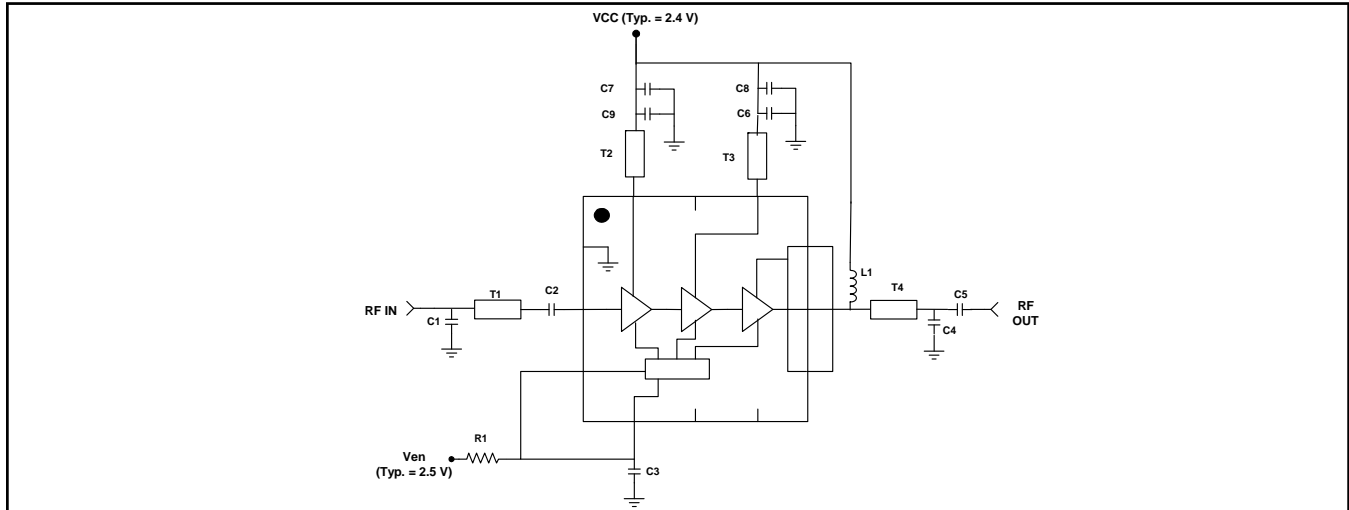 VCC (Typ. = 2.4 V)
C7
C8
C9
C6
T2
T3
L1
T1
C2
T4
C5
RF IN
RF
OUT
C1
C4
R1
Ven
(Typ. = 2.5 V)
C3